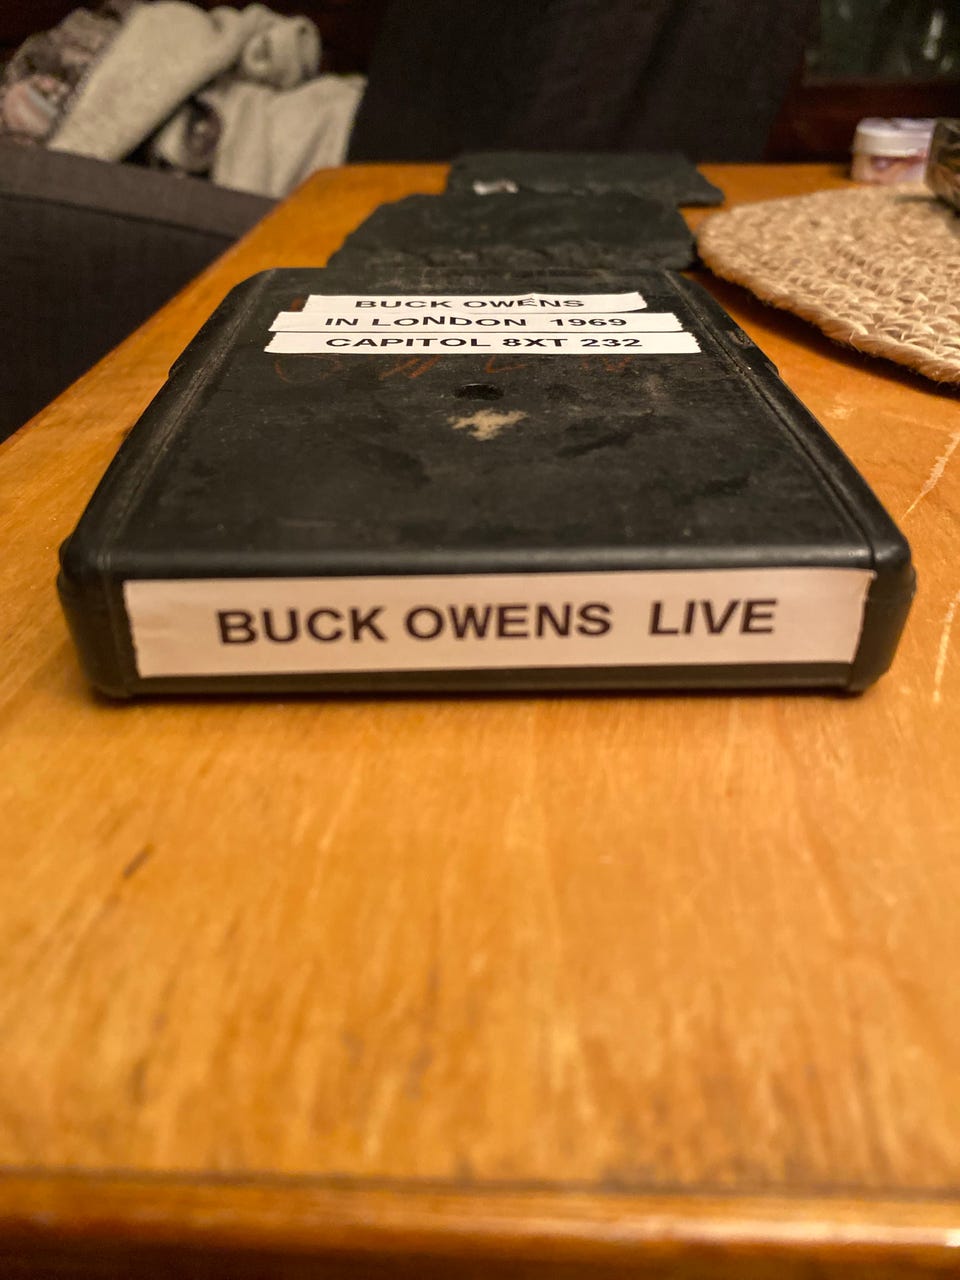 BUCK OWENS
IN LONDON 1969
CAPITOL 8XT 232
BUCK OWENS LIVE